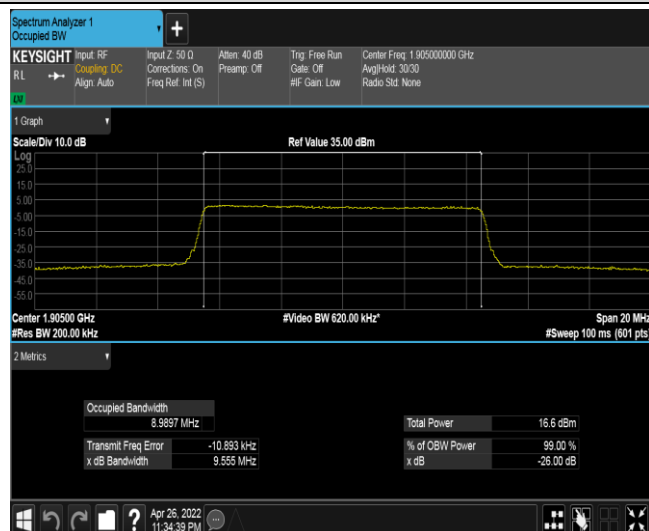 Spectrum Analyzer 1
Occupied BW
+
KEYSIGHT Input: RF Input Z: 50 Ω Atten: 40 dB Trig: Free Run Center Freq: 1.905000000 GHz
RL Coupling: DC Corrections: On Preamp: Off Gate: Off Avg|Hold: 30/30
Align: Auto Freq Ref: Int (S) #IF Gain: Low Radio Std: None
1 Graph
Scale/Div 10.0 dB Ref Value 35.00 dBm
Log
25.0
15.0
5.00
-5.00
-15.0
-25.0
-35.0
-45.0
-55.0
Center 1.90500 GHz #Video BW 620.00 kHz* Span 20 MHz
#Res BW 200.00 kHz #Sweep 100 ms (601 pts)
2 Metrics
Occupied Bandwidth
8.9897 MHz Total Power 16.6 dBm
Transmit Freq Error -10.893 kHz % of OBW Power 99.00 %
x dB Bandwidth 9.555 MHz x dB -26.00 dB
? Apr 26, 2022
11:34:39 PM